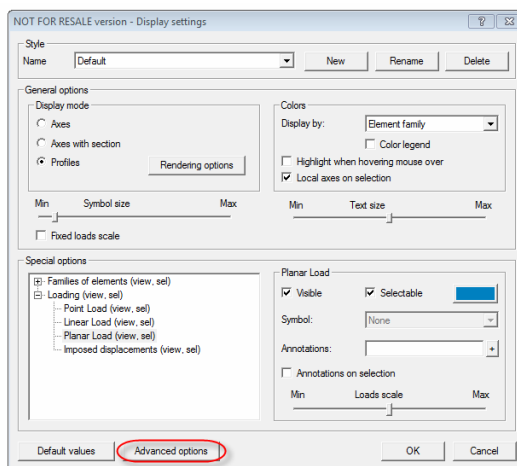 NOT FOR RESALE version - Display settings
Style
Name Default New Rename Delete
General options
Display mode
Axes
Axes with section
Profiles Rendering options
Colors
Display by: Element family
Color legend
Highlight when hovering mouse over
Local axes on selection
Min Symbol size Max
Fixed loads scale
Min Text size Max
Special options
Families of elements (view, sel)
Loading (view, sel)
Point Load (view, sel)
Linear Load (view, sel)
Planar Load (view, sel)
Imposed displacements (view, sel)
Planar Load
Visible Selectable
Symbol: None
Annotations: +
Annotations on selection
Min Loads scale Max
Default values Advanced options OK Cancel